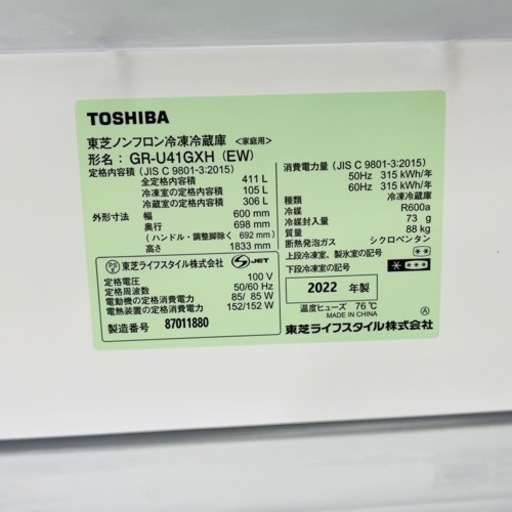 TOSHIBA
東芝ノンフロン冷凍冷蔵庫 <家庭用>
形名： GR-U41GXH (EW)
定格内容積 (JIS C 9801-3:2015)
全定格内容積 411 L
冷凍室の定格内容積 105 L
冷蔵室の定格内容積 306 L
外形寸法 幅 600 mm
奥行 698 mm
(ハンドル・調整脚除く 692 mm)
高さ 1833 mm
東芝ライフスタイル株式会社 JET
定格電圧 100 V
定格周波数 50/60 Hz
電動機の定格消費電力 85/ 85 W
電熱装置の定格消費電力 152/152 W
製造番号 87011880
消費電力量 (JIS C 9801-3:2015)
50Hz 315 kWh/年
60Hz 315 kWh/年
種類 冷凍冷蔵庫
冷媒 R600a
冷媒封入量 73 g
質量 88 kg
断熱発泡ガス シクロペンタン
上段冷凍室、製氷室の記号
下段冷凍室の記号
2022 年製
温度ヒューズ 76℃
MADE IN CHINA
Ⓐ
東芝ライフスタイル株式会社